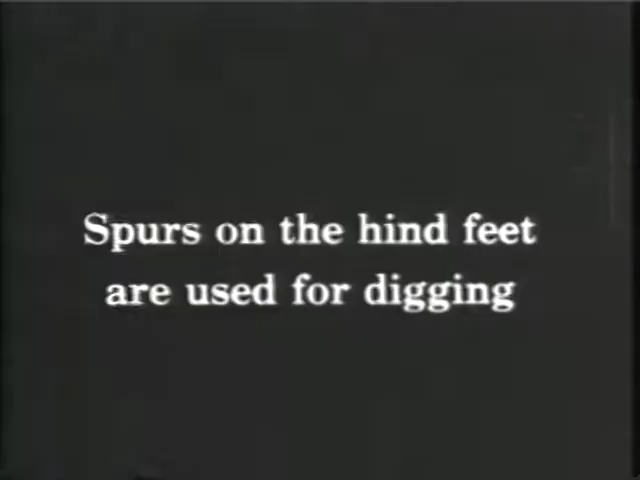 Spurs on the hind feet
are used for digging